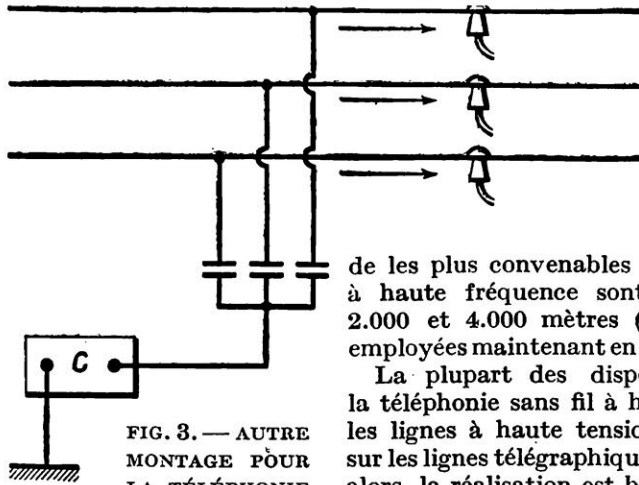 C
de les plus convenables
à haute fréquence sont
2.000 et 4.000 mètres (
employées maintenant en
La plupart des dispo
la téléphonie sans fil à h
les lignes à haute tensio
sur les lignes télégraphiqu
alors, la réalisation est b
FIG. 3. — AUTRE
MONTAGE POUR
LA TÉLÉPHONIE